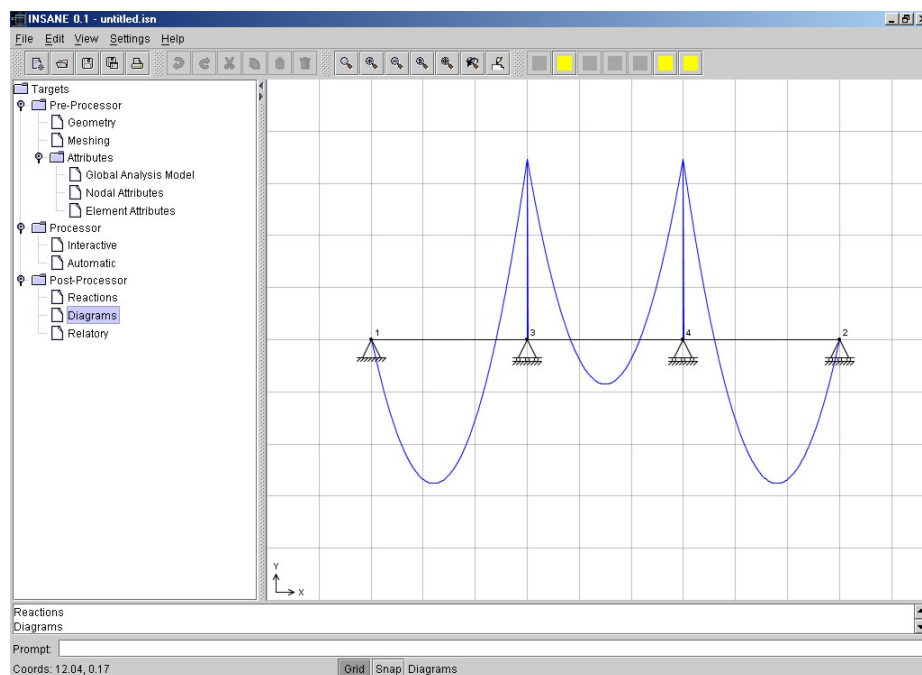 INSANE 0.1 - untitled.isn
File Edit View Settings Help
Targets
Pre-Processor
Geometry
Meshing
Attributes
Global Analysis Model
Nodal Attributes
Element Attributes
Processor
Interactive
Automatic
Post-Processor
Reactions
Diagrams
Relatory
1 3 4 2
Y
X
Reactions
Diagrams
Prompt:
Coords: 12.04, 0.17 Grid Snap Diagrams